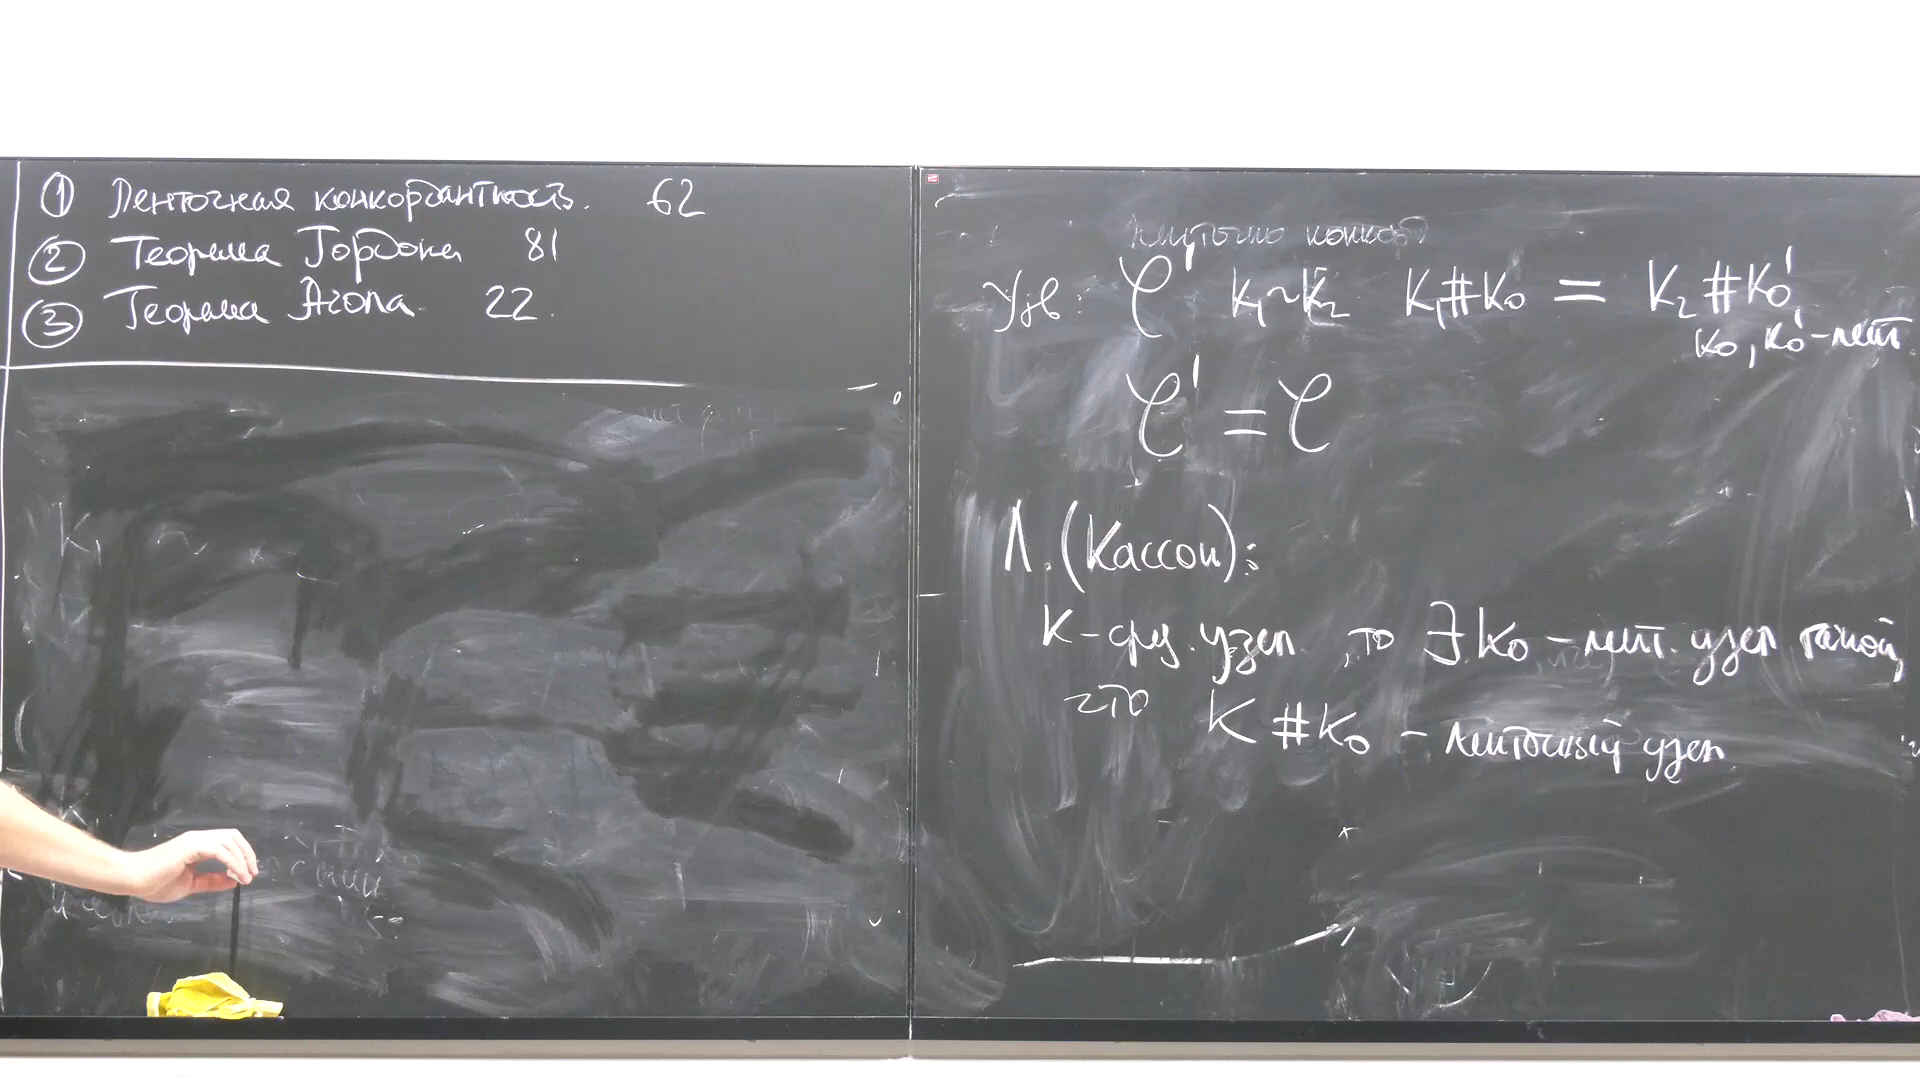 ① Ленточная конкордантность. 62
② Теорема Гордона 81
③ Теорема Агола 22.
ленточно конкорд
Утв: 𝒞' K₁~K₂ K₁#K₀ = K₂#K₀'
K₀, K₀'-лент.
𝒞' = 𝒞
Л. (Кассон):
K - срез. узел, то ∃ K₀ - лент. узел такой,
что K # K₀ - ленточный узел